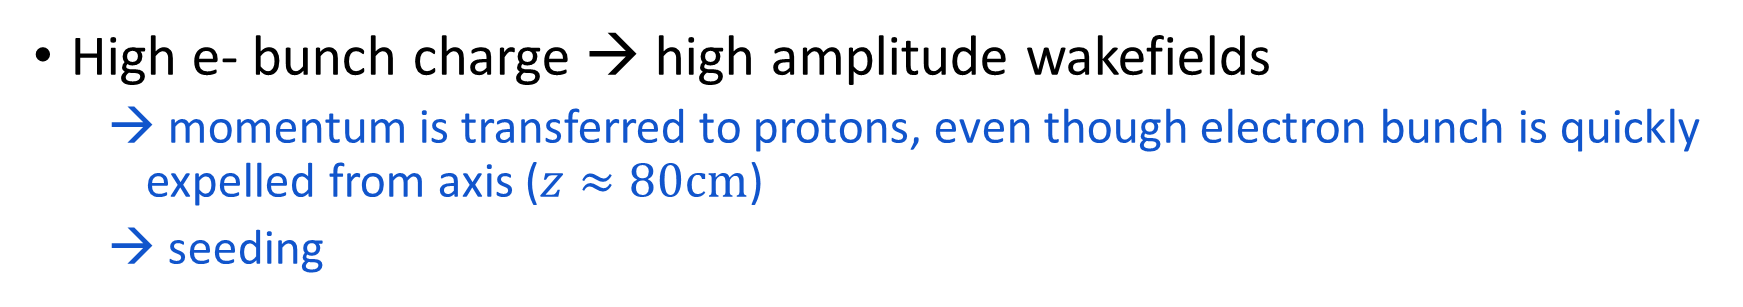 • High e- bunch charge → high amplitude wakefields
→ momentum is transferred to protons, even though electron bunch is quickly
expelled from axis (z ≈ 80cm)
→ seeding